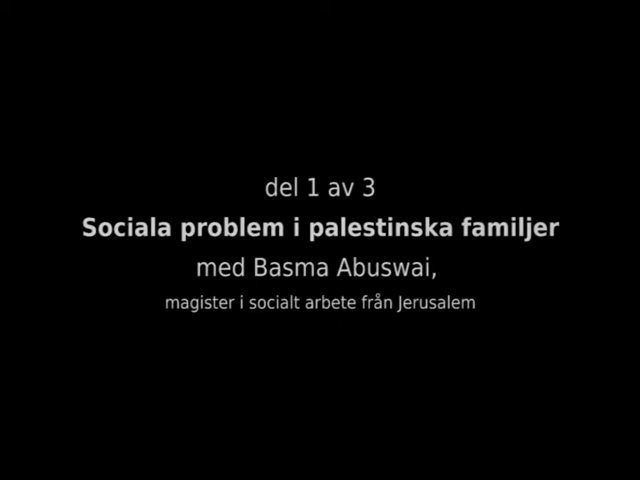 del 1 av 3
Sociala problem i palestinska familjer
med Basma Abuswai,
magister i socialt arbete från Jerusalem